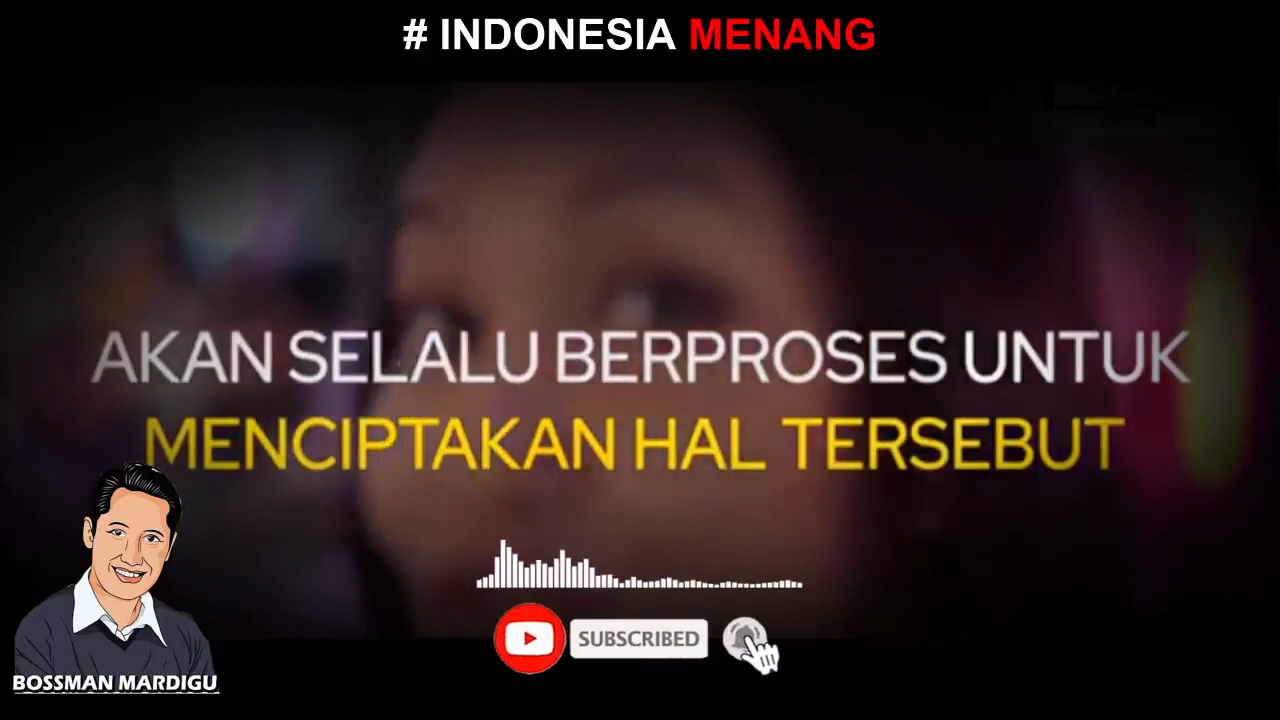 # INDONESIA MENANG
AKAN SELALU BERPROSES UNTUK
MENCIPTAKAN HAL TERSEBUT
SUBSCRIBED
BOSSMAN MARDIGU